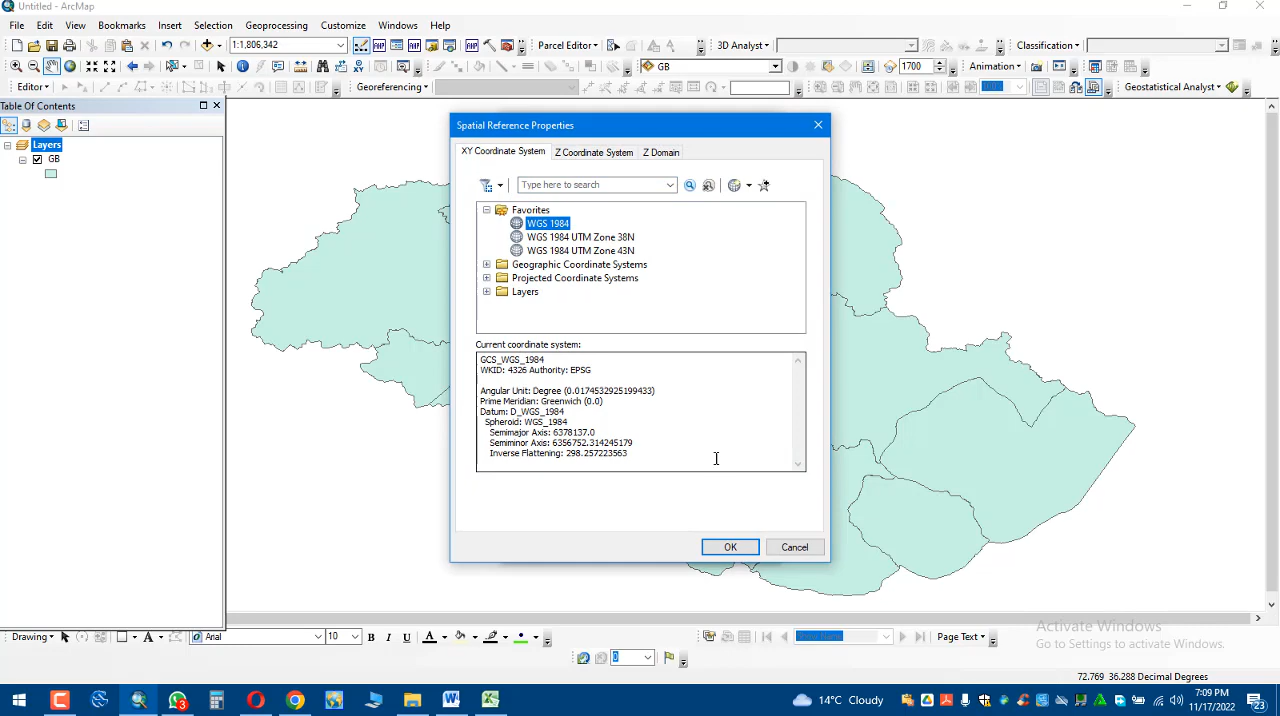 Untitled - ArcMap
File Edit View Bookmarks Insert Selection Geoprocessing Customize Windows Help
1:1,806,342
Parcel Editor
3D Analyst
Classification
GB
1700
Animation
Editor
Georeferencing
Geostatistical Analyst
Table Of Contents
Layers
GB
Spatial Reference Properties
XY Coordinate System Z Coordinate System Z Domain
Type here to search
Favorites
WGS 1984
WGS 1984 UTM Zone 38N
WGS 1984 UTM Zone 43N
Geographic Coordinate Systems
Projected Coordinate Systems
Layers
Current coordinate system:
GCS_WGS_1984
WKID: 4326 Authority: EPSG
Angular Unit: Degree (0.0174532925199433)
Prime Meridian: Greenwich (0.0)
Datum: D_WGS_1984
Spheroid: WGS_1984
Semimajor Axis: 6378137.0
Semiminor Axis: 6356752.314245179
Inverse Flattening: 298.257223563
OK Cancel
Drawing
Arial
10
B I U A
Page Text
0
Activate Windows
Go to Settings to activate Windows.
72.769 36.288 Decimal Degrees
3
14°C Cloudy
7:09 PM
11/17/2022
23